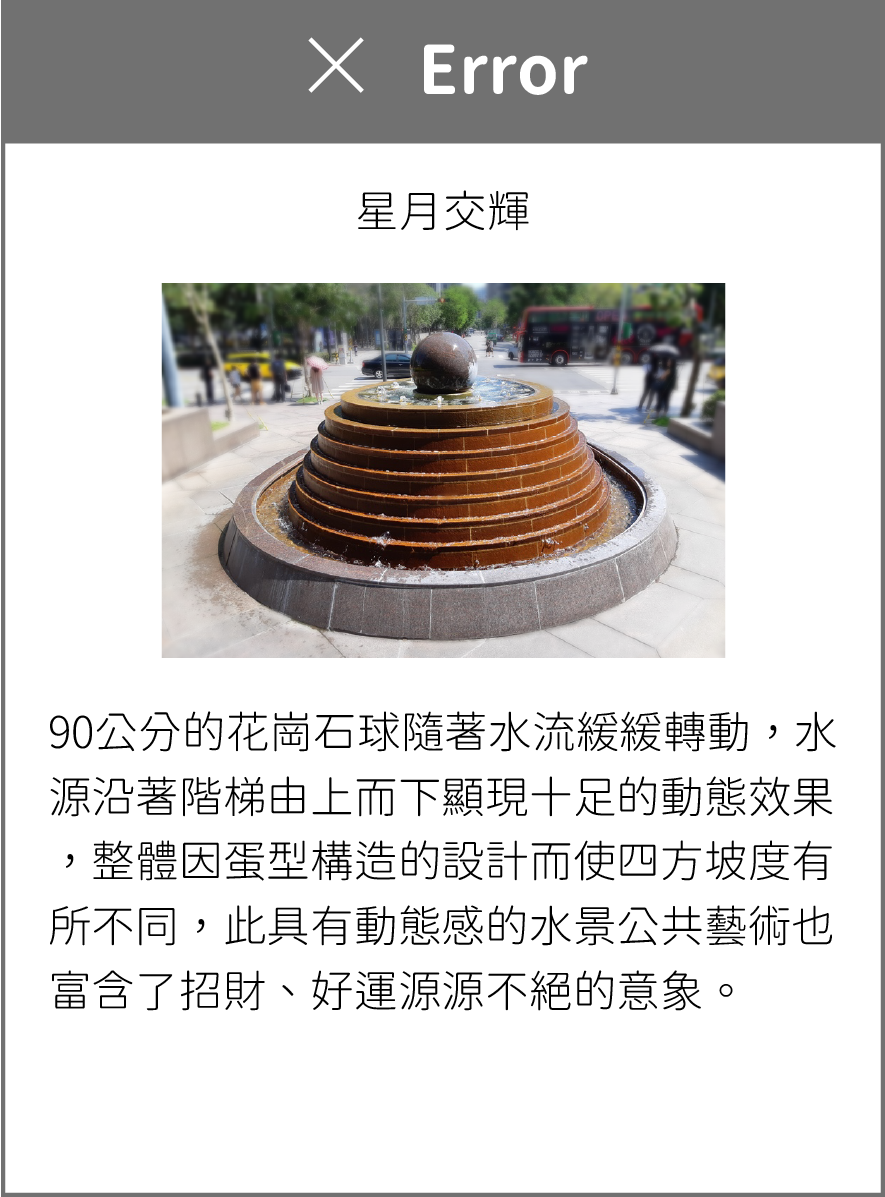 × Error
星月交輝
90公分的花崗石球隨著水流緩緩轉動，水
源沿著階梯由上而下顯現十足的動態效果
，整體因蛋型構造的設計而使四方坡度有
所不同，此具有動態感的水景公共藝術也
富含了招財、好運源源不絕的意象。